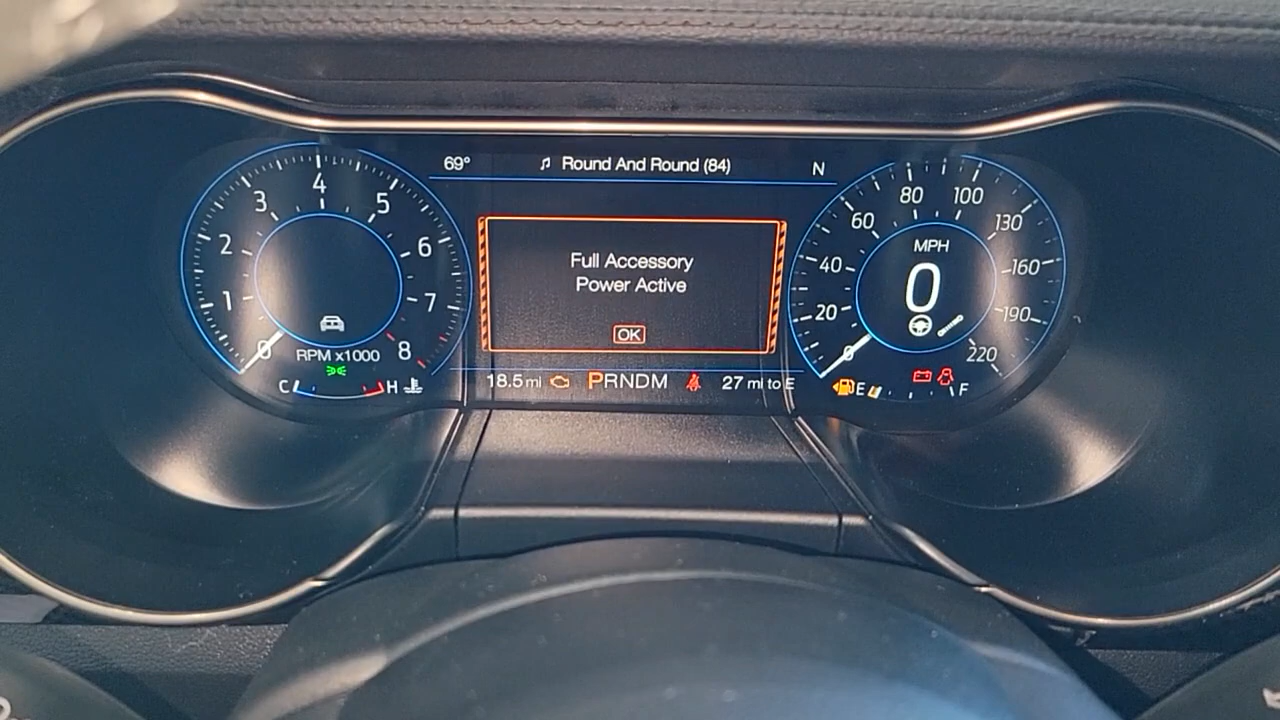 69° Round And Round (84) N
Full Accessory
Power Active
OK
0 1 2 3 4 5 6 7 8
RPM x1000
C H
18.5 mi PRNDM 27 mi to E
0 20 40 60 80 100 130 160 190 220
MPH
0
E F